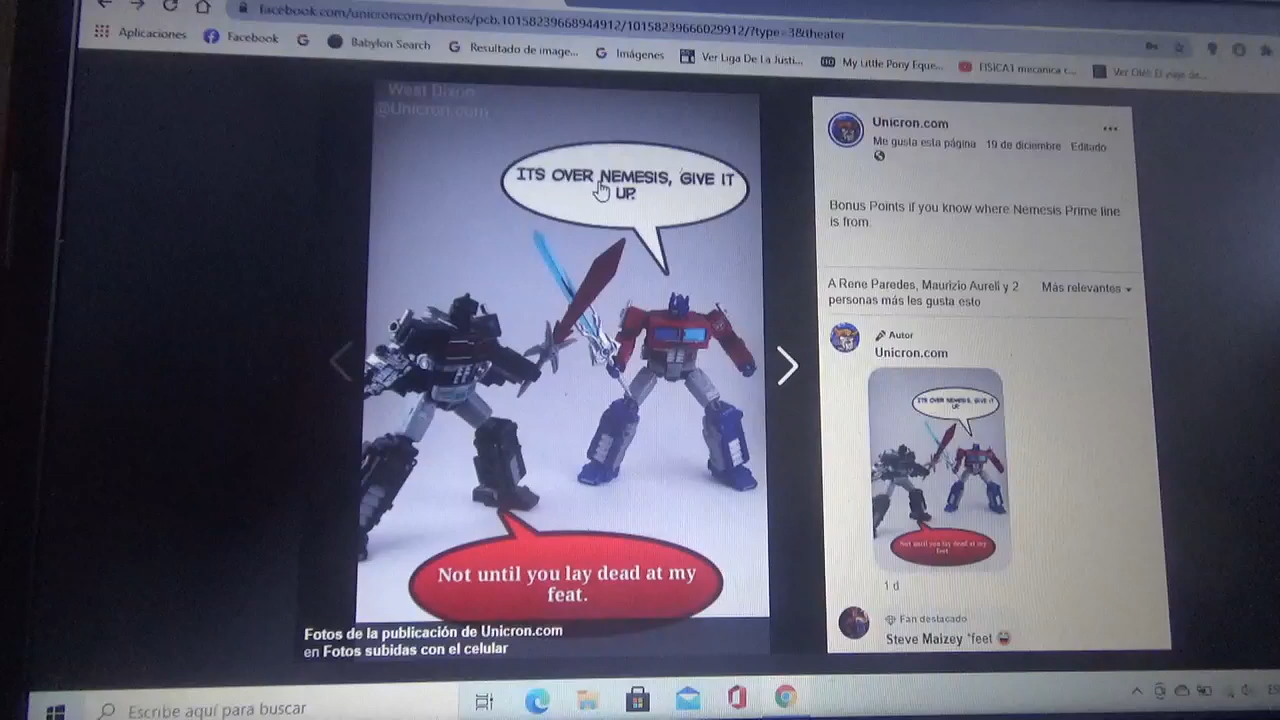 facebook.com/unicroncom/photos/pcb.10158239668944912/10158239666029912/?type=3&theater
Aplicaciones
Facebook
Babylon Search
Resultado de image...
Imágenes
Ver Liga De La Justi...
My Little Pony Eque...
FISICA1 mecanica c...
West Dixon
@Unicron.com
ITS OVER NEMESIS, GIVE IT
UP.
Not until you lay dead at my
feat.
Fotos de la publicación de Unicron.com
en Fotos subidas con el celular
Unicron.com
Me gusta esta página 19 de diciembre Editado
Bonus Points if you know where Nemesis Prime line
is from.
A Rene Paredes, Maurizio Aureli y 2
personas más les gusta esto
Más relevantes
Autor
Unicron.com
ITS OVER NEMESIS, GIVE IT
UP.
Not until you lay dead at my
feat.
1 d
Fan destacado
Steve Maizey *feet
Escribe aquí para buscar